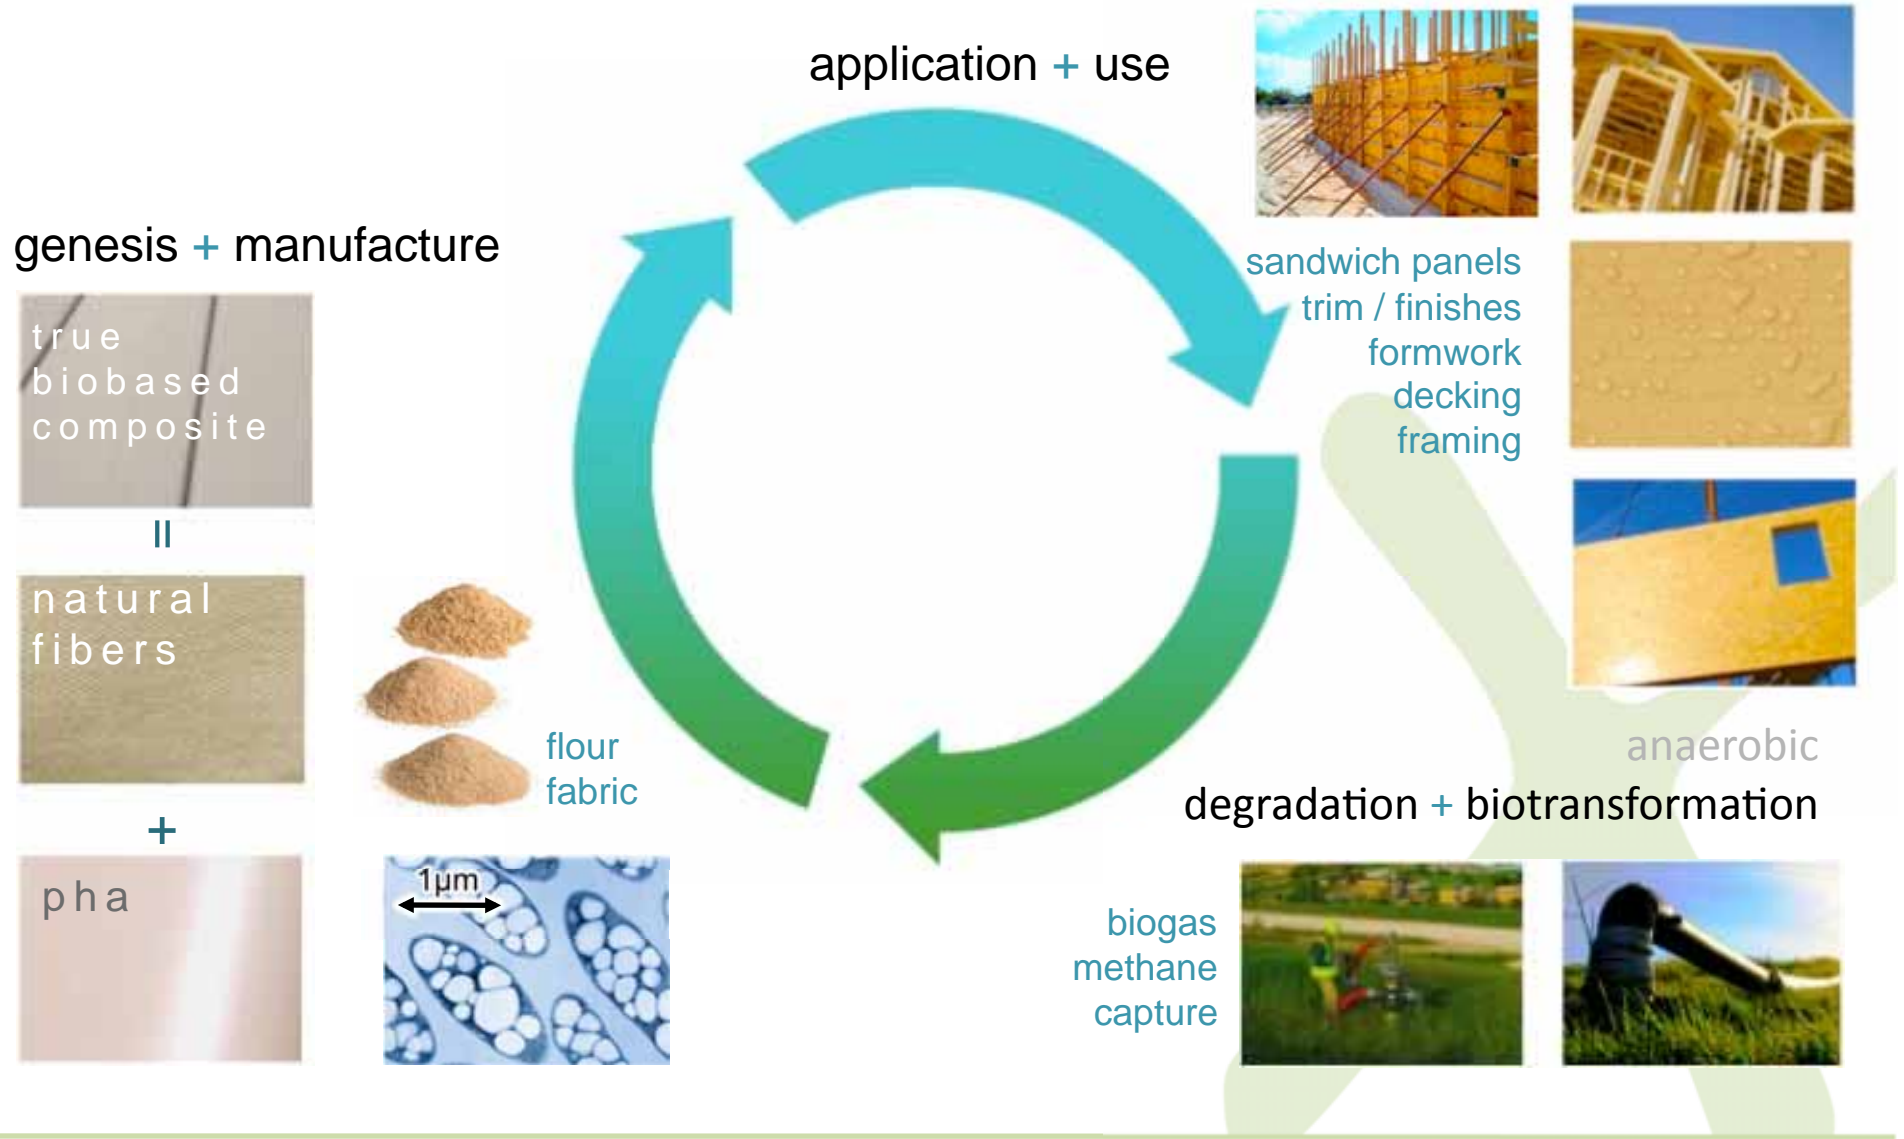 application + use
genesis + manufacture
true
biobased
composite
=
natural
fibers
+
pha
flour
fabric
1µm
sandwich panels
trim / finishes
formwork
decking
framing
anaerobic
degradation + biotransformation
biogas
methane
capture